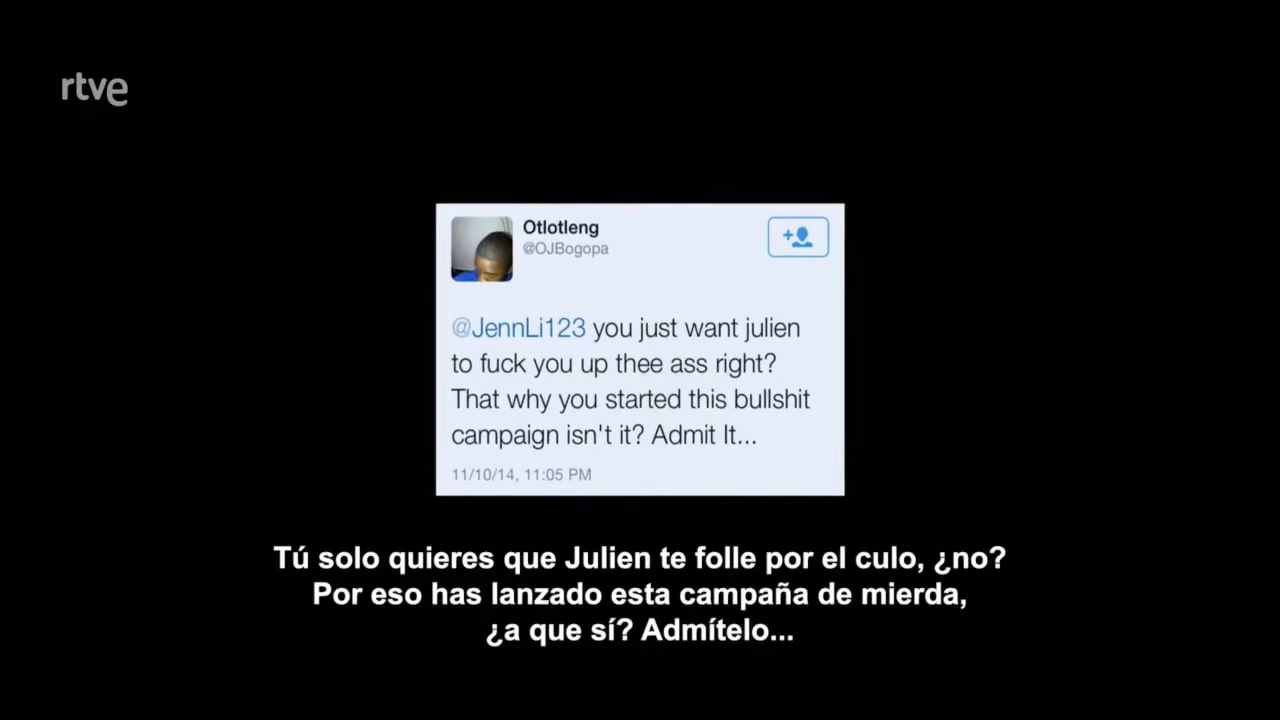 rtve
Otlotleng
@OJBogopa
@JennLi123 you just want julien
to fuck you up thee ass right?
That why you started this bullshit
campaign isn't it? Admit It...
11/10/14, 11:05 PM
Tú solo quieres que Julien te folle por el culo, ¿no?
Por eso has lanzado esta campaña de mierda,
¿a que sí? Admítelo...